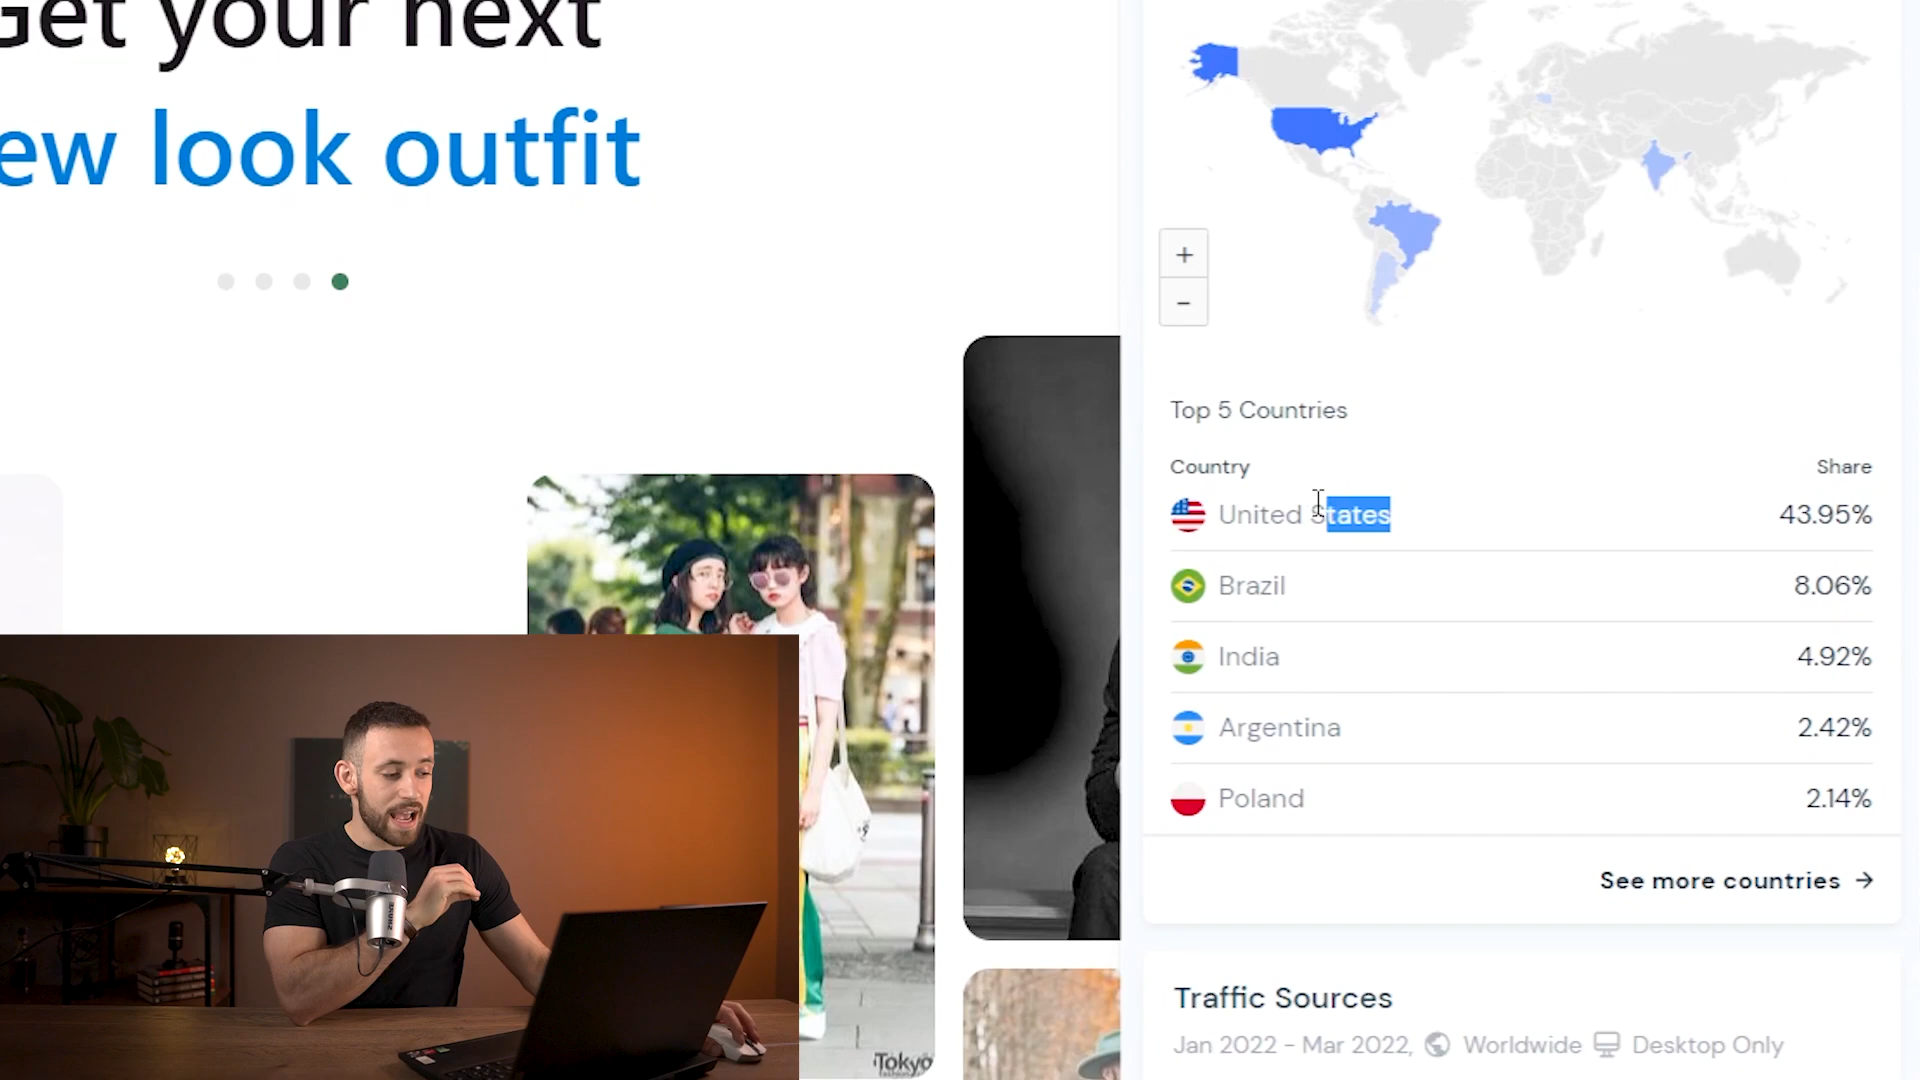 Get your next
ew look outfit
+
−
Top 5 Countries
Country Share
United States 43.95%
Brazil 8.06%
India 4.92%
Argentina 2.42%
Poland 2.14%
See more countries →
Traffic Sources
Jan 2022 - Mar 2022, Worldwide Desktop Only
Tokyo